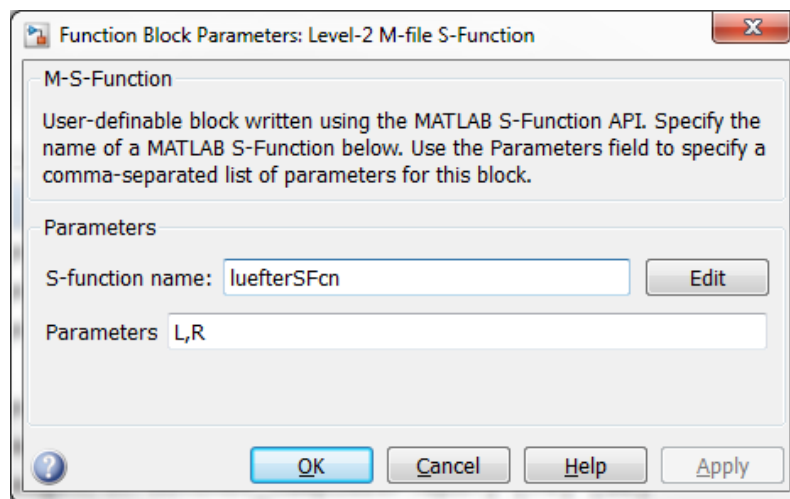 Function Block Parameters: Level-2 M-file S-Function
M-S-Function
User-definable block written using the MATLAB S-Function API. Specify the
name of a MATLAB S-Function below. Use the Parameters field to specify a
comma-separated list of parameters for this block.
Parameters
S-function name: luefterSFcn Edit
Parameters L,R
OK Cancel Help Apply